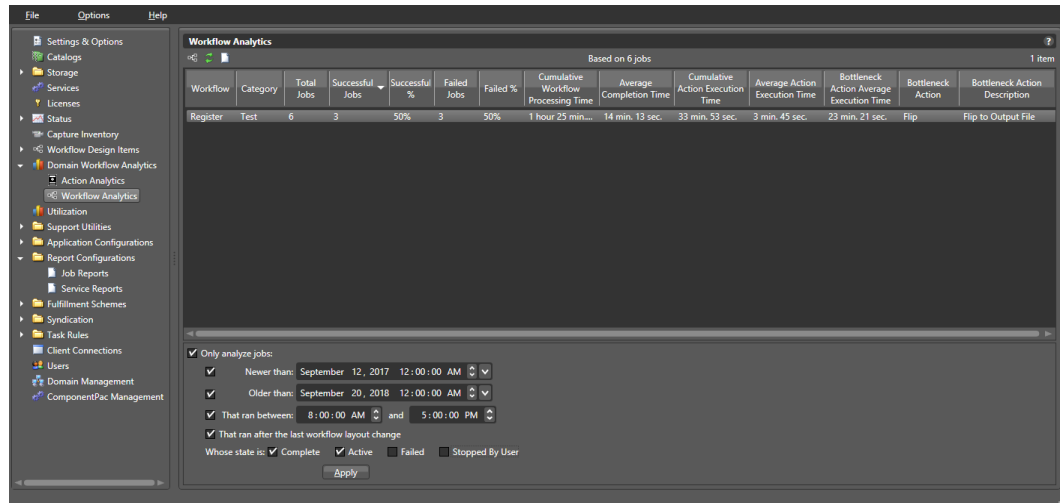 File Options Help
Settings & Options
Catalogs
Storage
Services
Licenses
Status
Capture Inventory
Workflow Design Items
Domain Workflow Analytics
Action Analytics
Workflow Analytics
Utilization
Support Utilities
Application Configurations
Report Configurations
Job Reports
Service Reports
Fulfillment Schemes
Syndication
Task Rules
Client Connections
Users
Domain Management
ComponentPac Management
Workflow Analytics ?
Based on 6 jobs 1 item
Workflow
Category
Total
Jobs
Successful
Jobs
Successful
%
Failed
Jobs
Failed %
Cumulative
Workflow
Processing Time
Average
Completion Time
Cumulative
Action Execution
Time
Average Action
Execution Time
Bottleneck
Action Average
Execution Time
Bottleneck
Action
Bottleneck Action
Description
Register Test 6 3 50% 3 50% 1 hour 25 min.... 14 min. 13 sec. 33 min. 53 sec. 3 min. 45 sec. 23 min. 21 sec. Flip Flip to Output File
Only analyze jobs:
Newer than: September 12, 2017 12:00:00 AM
Older than: September 20, 2018 12:00:00 AM
That ran between: 8:00:00 AM and 5:00:00 PM
That ran after the last workflow layout change
Whose state is: Complete Active Failed Stopped By User
Apply